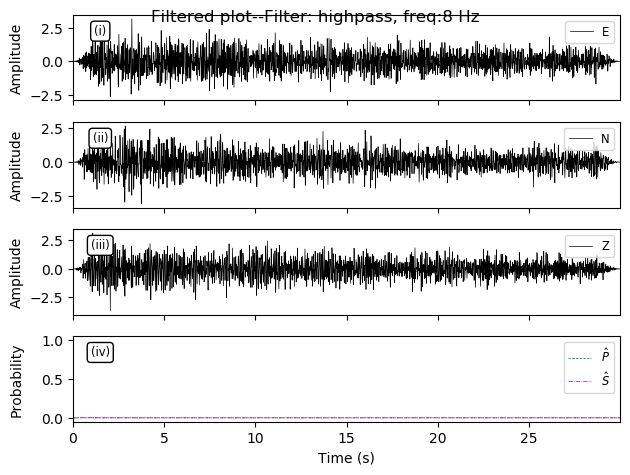 Filtered plot--Filter: highpass, freq:8 Hz
(i)
E
Amplitude
2.5
0.0
−2.5
(ii)
N
Amplitude
2.5
0.0
−2.5
(iii)
Z
Amplitude
2.5
0.0
−2.5
(iv)
P̂
Ŝ
Probability
1.0
0.5
0.0
0 5 10 15 20 25
Time (s)